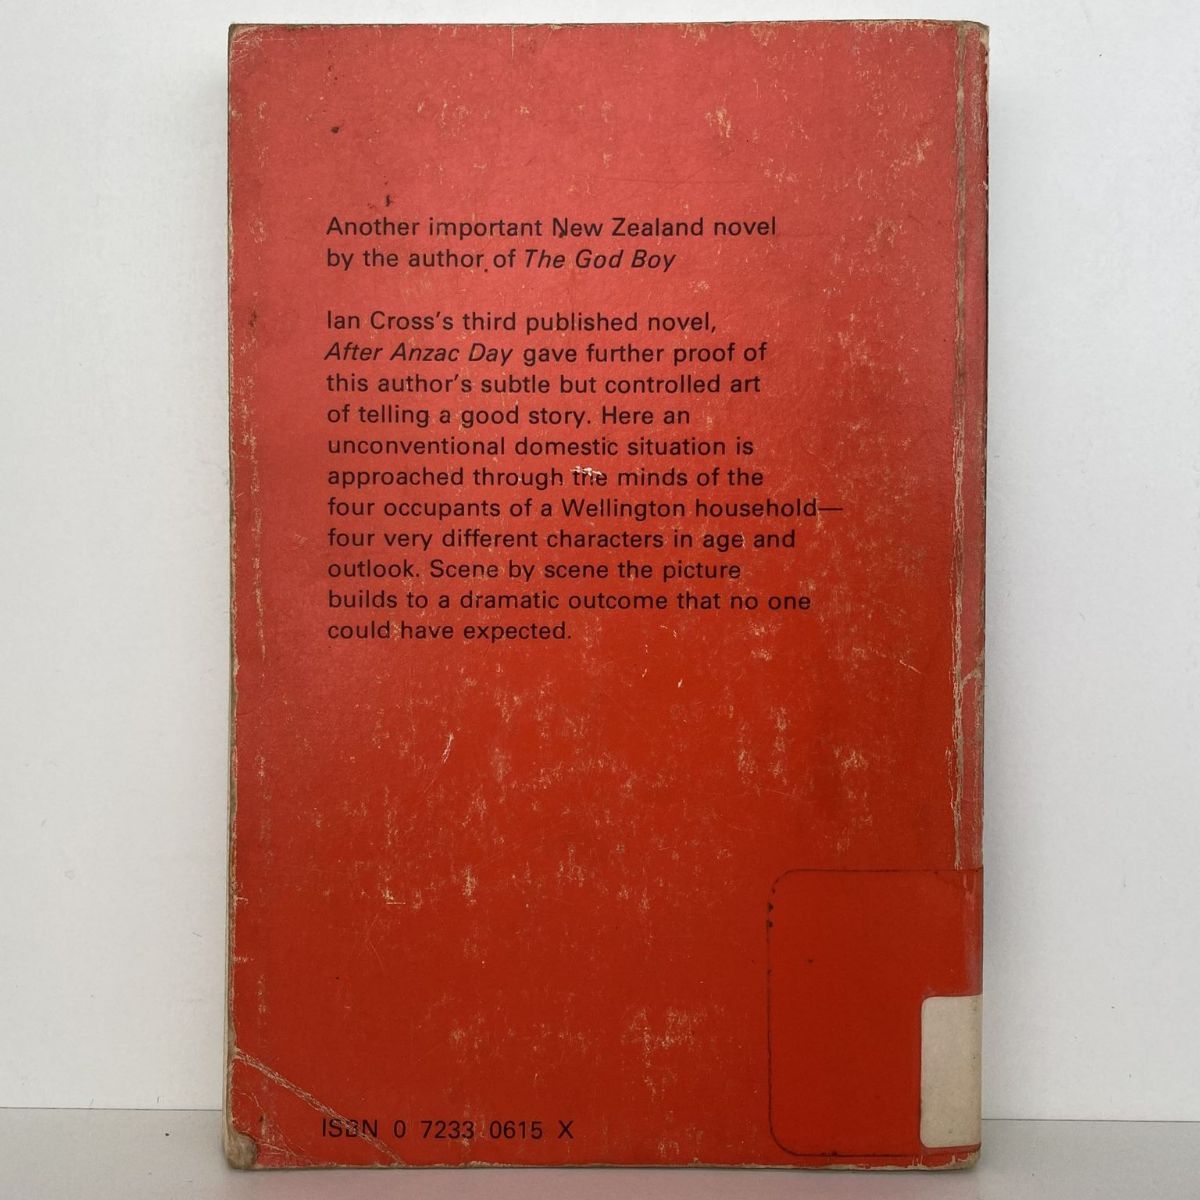 Another important New Zealand novel
by the author of The God Boy
Ian Cross's third published novel,
After Anzac Day gave further proof of
this author's subtle but controlled art
of telling a good story. Here an
unconventional domestic situation is
approached through the minds of the
four occupants of a Wellington household—
four very different characters in age and
outlook. Scene by scene the picture
builds to a dramatic outcome that no one
could have expected.
ISBN 0 7233 0615 X